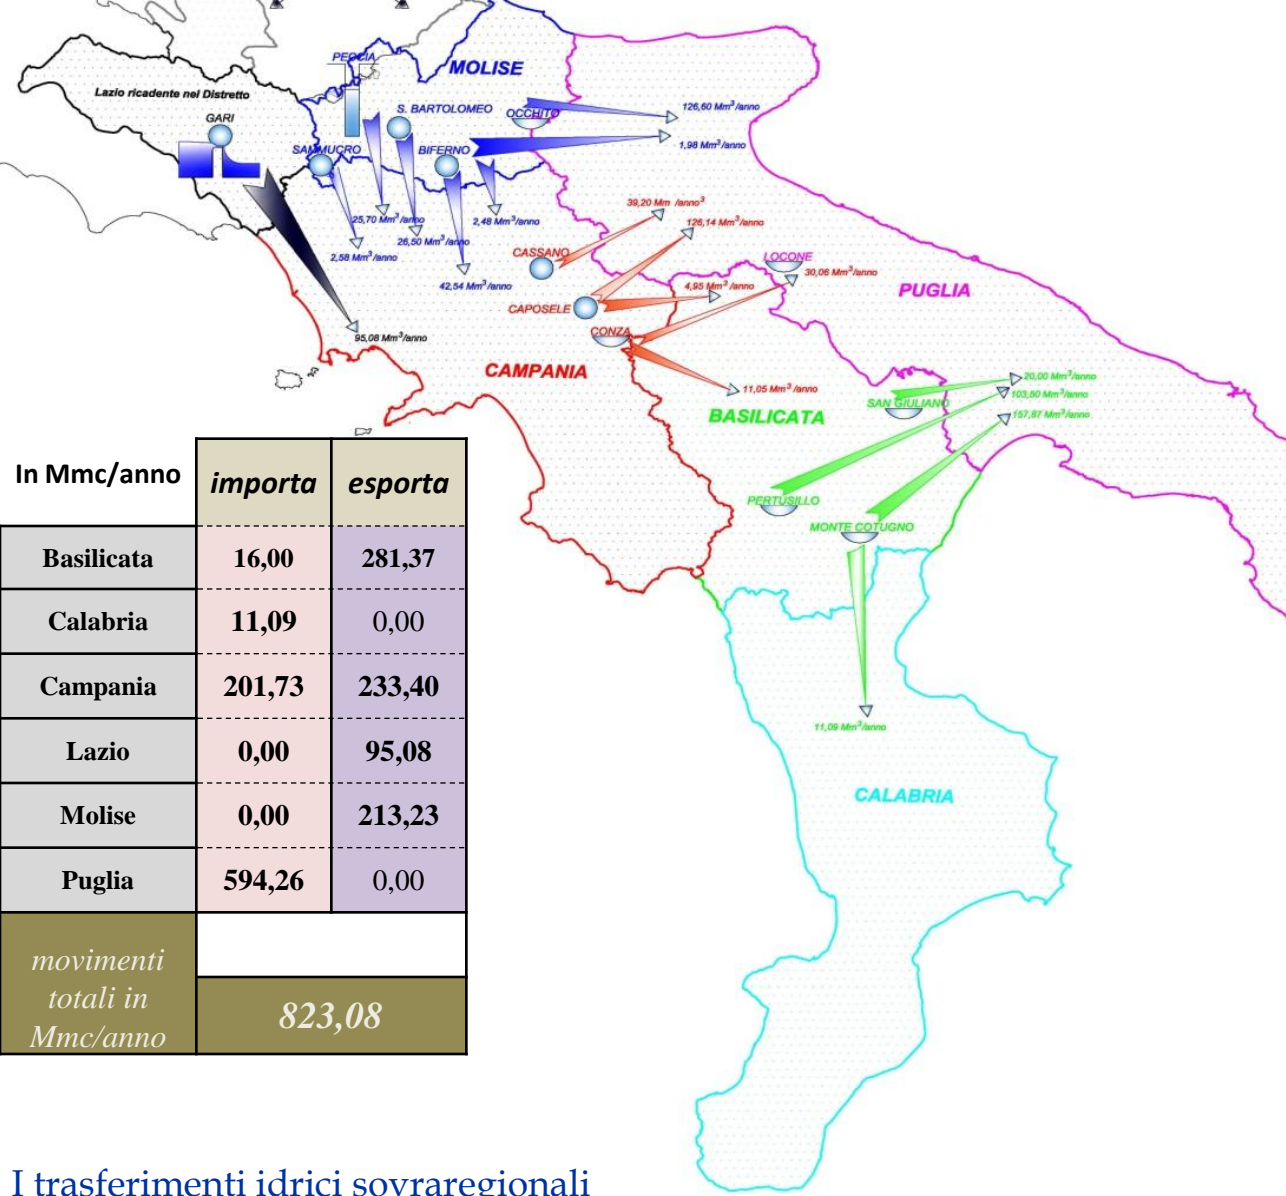 PECCIA
MOLISE
Lazio ricadente nel Distretto
GARI
S. BARTOLOMEO
OCCHITO
126,60 Mm³/anno
1,98 Mm³/anno
SAMMUCRO
BIFERNO
25,70 Mm³/anno
26,50 Mm³/anno
2,48 Mm³/anno
2,58 Mm³/anno
42,54 Mm³/anno
95,08 Mm³/anno
39,20 Mm anno³
126,14 Mm³/anno
CASSANO
LOCONE
30,06 Mm³/anno
4,95 Mm³/anno
PUGLIA
CAPOSELE
CONZA
CAMPANIA
11,05 Mm³/anno
BASILICATA
SAN GIULIANO
20,00 Mm³/anno
103,50 Mm³/anno
157,87 Mm³/anno
PERTUSILLO
MONTE COTUGNO
11,09 Mm³/anno
CALABRIA
In Mmc/anno importa esporta
Basilicata 16,00 281,37
Calabria 11,09 0,00
Campania 201,73 233,40
Lazio 0,00 95,08
Molise 0,00 213,23
Puglia 594,26 0,00
movimenti
totali in
Mmc/anno
823,08
I trasferimenti idrici sovraregionali